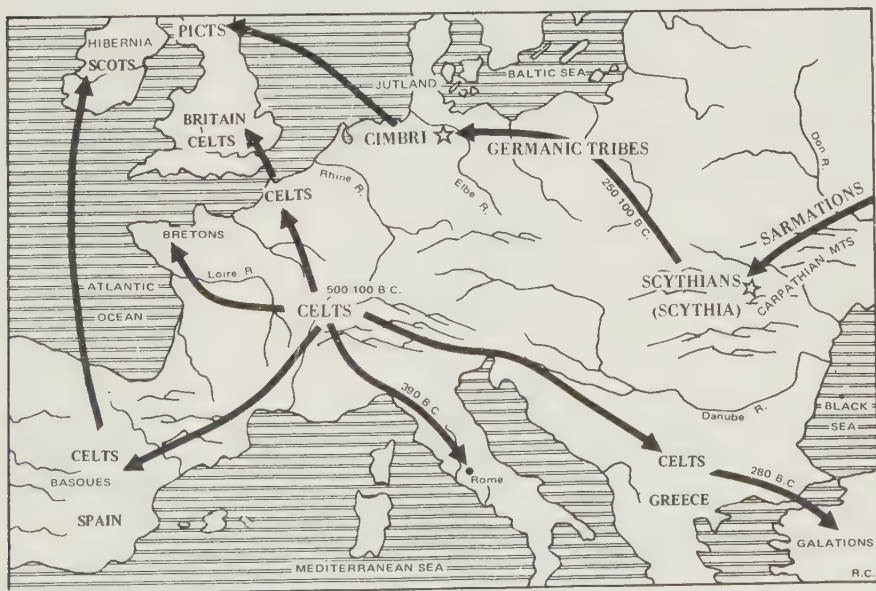 PICTS
HIBERNIA
SCOTS
JUTLAND
BALTIC SEA
BRITAIN
CELTS
CIMBRI
GERMANIC TRIBES
Don R.
Rhine R.
Elbe R.
250 100 B.C.
CELTS
SARMATIONS
BRETONS
CARPATHIAN MTS
Loire R
SCYTHIANS
(SCYTHIA)
ATLANTIC
OCEAN
500 100 B.C.
CELTS
390 B.C.
Danube R.
BLACK
SEA
CELTS
BASQUES
Rome
CELTS
280 B.C
SPAIN
GREECE
GALATIONS
MEDITERRANEAN SEA
R.C.